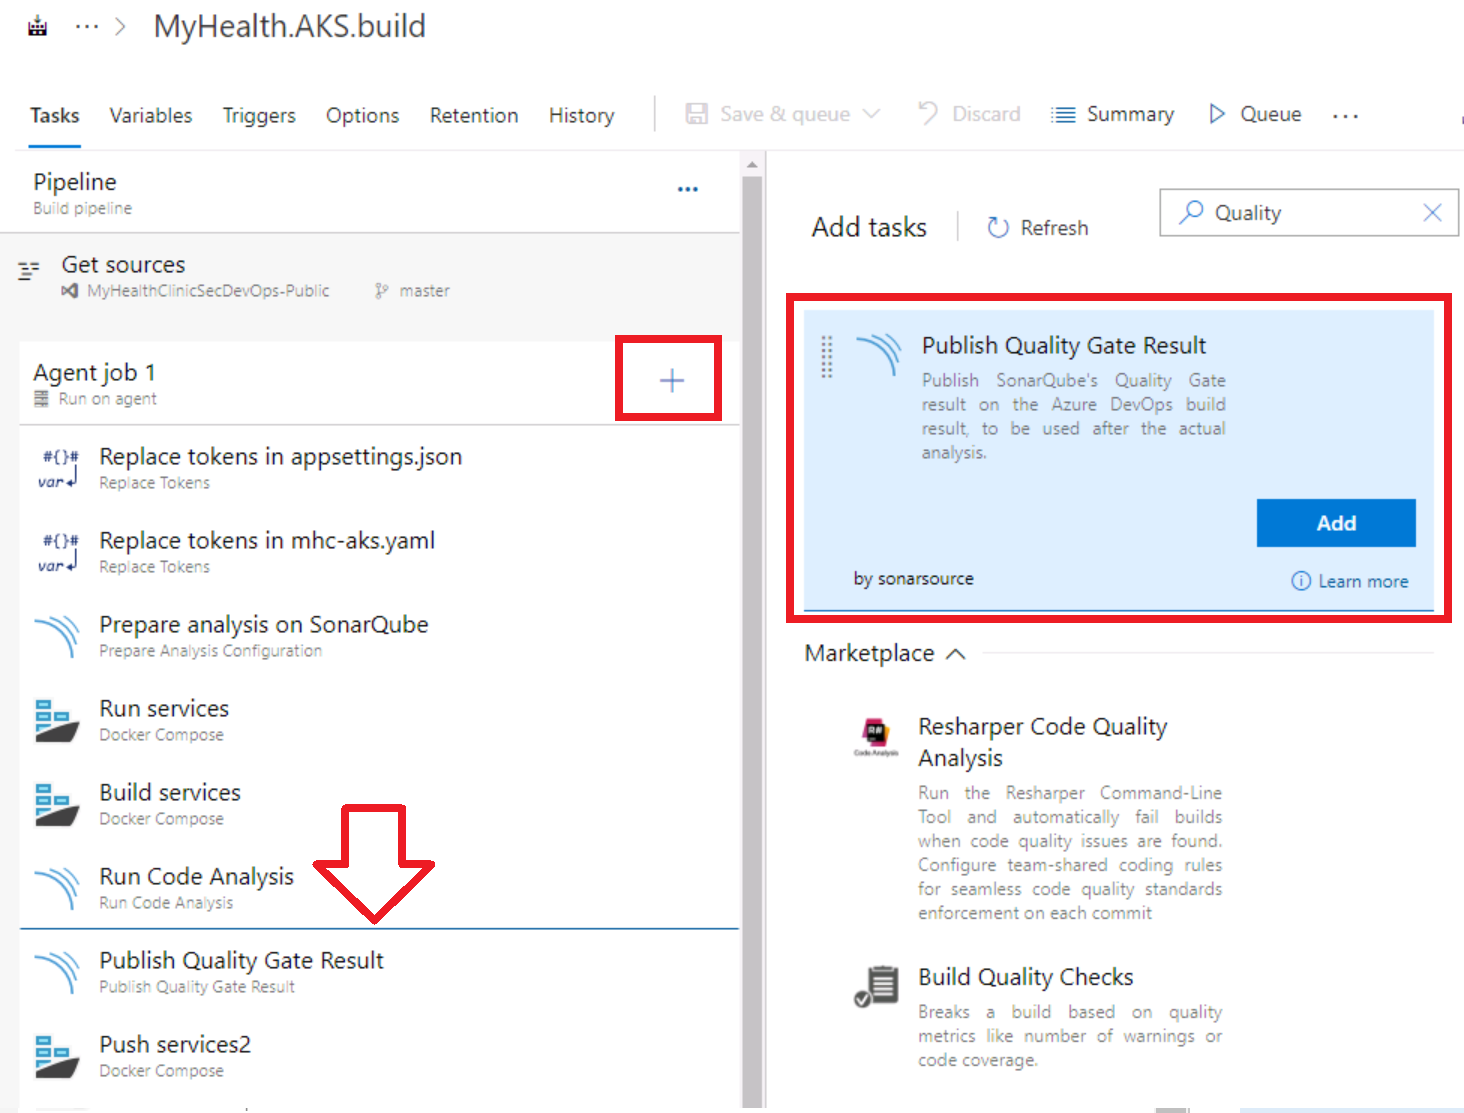 ··· > MyHealth.AKS.build
Tasks Variables Triggers Options Retention History Save & queue Discard Summary Queue ...
Pipeline
Build pipeline
Get sources
MyHealthClinicSecDevOps-Public master
Agent job 1
Run on agent
#{}#
var
Replace tokens in appsettings.json
Replace Tokens
#{}#
var
Replace tokens in mhc-aks.yaml
Replace Tokens
Prepare analysis on SonarQube
Prepare Analysis Configuration
Run services
Docker Compose
Build services
Docker Compose
Run Code Analysis
Run Code Analysis
Publish Quality Gate Result
Publish Quality Gate Result
Push services2
Docker Compose
Add tasks Refresh Quality
Publish Quality Gate Result
Publish SonarQube's Quality Gate
result on the Azure DevOps build
result, to be used after the actual
analysis.
Add
by sonarsource
Learn more
Marketplace
R#
Code Analysis
Resharper Code Quality
Analysis
Run the Resharper Command-Line
Tool and automatically fail builds
when code quality issues are found.
Configure team-shared coding rules
for seamless code quality standards
enforcement on each commit
Build Quality Checks
Breaks a build based on quality
metrics like number of warnings or
code coverage.